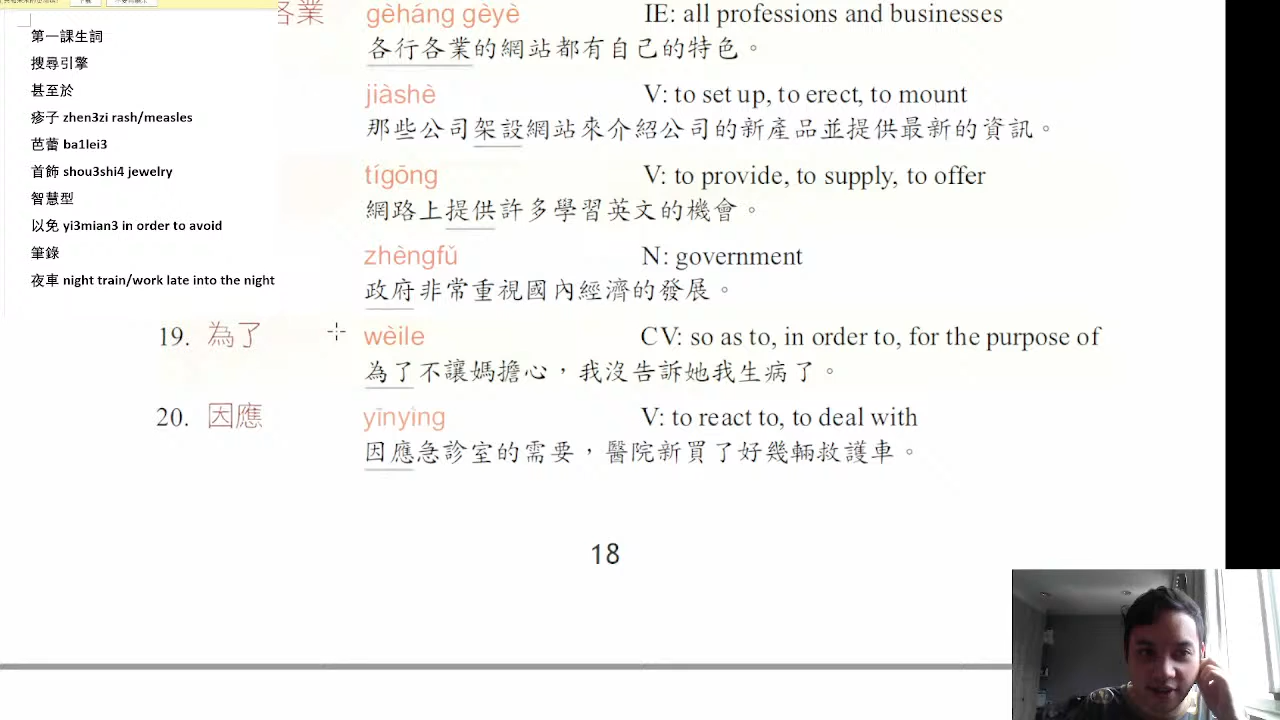 第一課生詞
搜尋引擎
甚至於
疹子 zhen3zi rash/measles
芭蕾 ba1lei3
首飾 shou3shi4 jewelry
智慧型
以免 yi3mian3 in order to avoid
筆錄
夜車 night train/work late into the night
各業 gèháng gèyè IE: all professions and businesses
各行各業的網站都有自己的特色。
jiàshè V: to set up, to erect, to mount
那些公司架設網站來介紹公司的新產品並提供最新的資訊。
tígōng V: to provide, to supply, to offer
網路上提供許多學習英文的機會。
zhèngfǔ N: government
政府非常重視國內經濟的發展。
19. 為了 wèile CV: so as to, in order to, for the purpose of
為了不讓媽擔心，我沒告訴她我生病了。
20. 因應 yīnyìng V: to react to, to deal with
因應急診室的需要，醫院新買了好幾輛救護車。
18